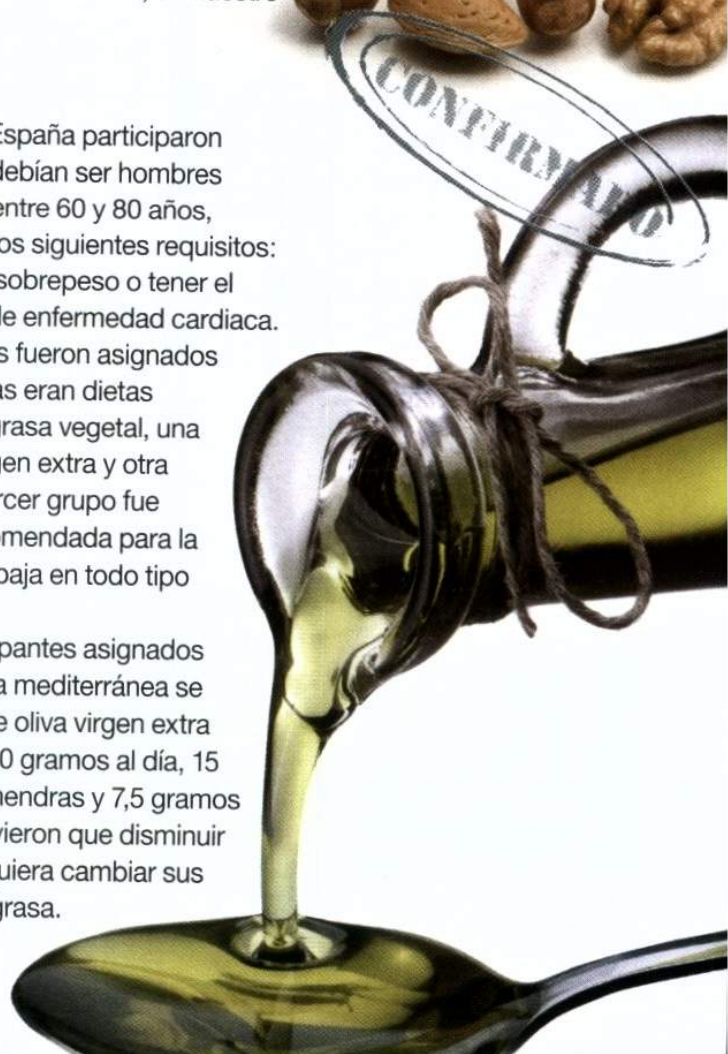 CONFIRMADO
España participaron
debían ser hombres
entre 60 y 80 años,
os siguientes requisitos:
sobrepeso o tener el
de enfermedad cardiaca.
s fueron asignados
as eran dietas
grasa vegetal, una
gen extra y otra
rcer grupo fue
omendada para la
baja en todo tipo
pantes asignados
a mediterránea se
e oliva virgen extra
0 gramos al día, 15
mendras y 7,5 gramos
vieron que disminuir
quiera cambiar sus
grasa.